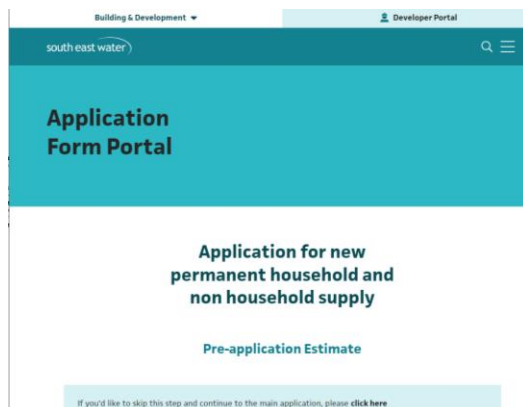 Building & Development
Developer Portal
south east water
Application
Form Portal
Application for new
permanent household and
non household supply
Pre-application Estimate
If you'd like to skip this step and continue to the main application, please click here